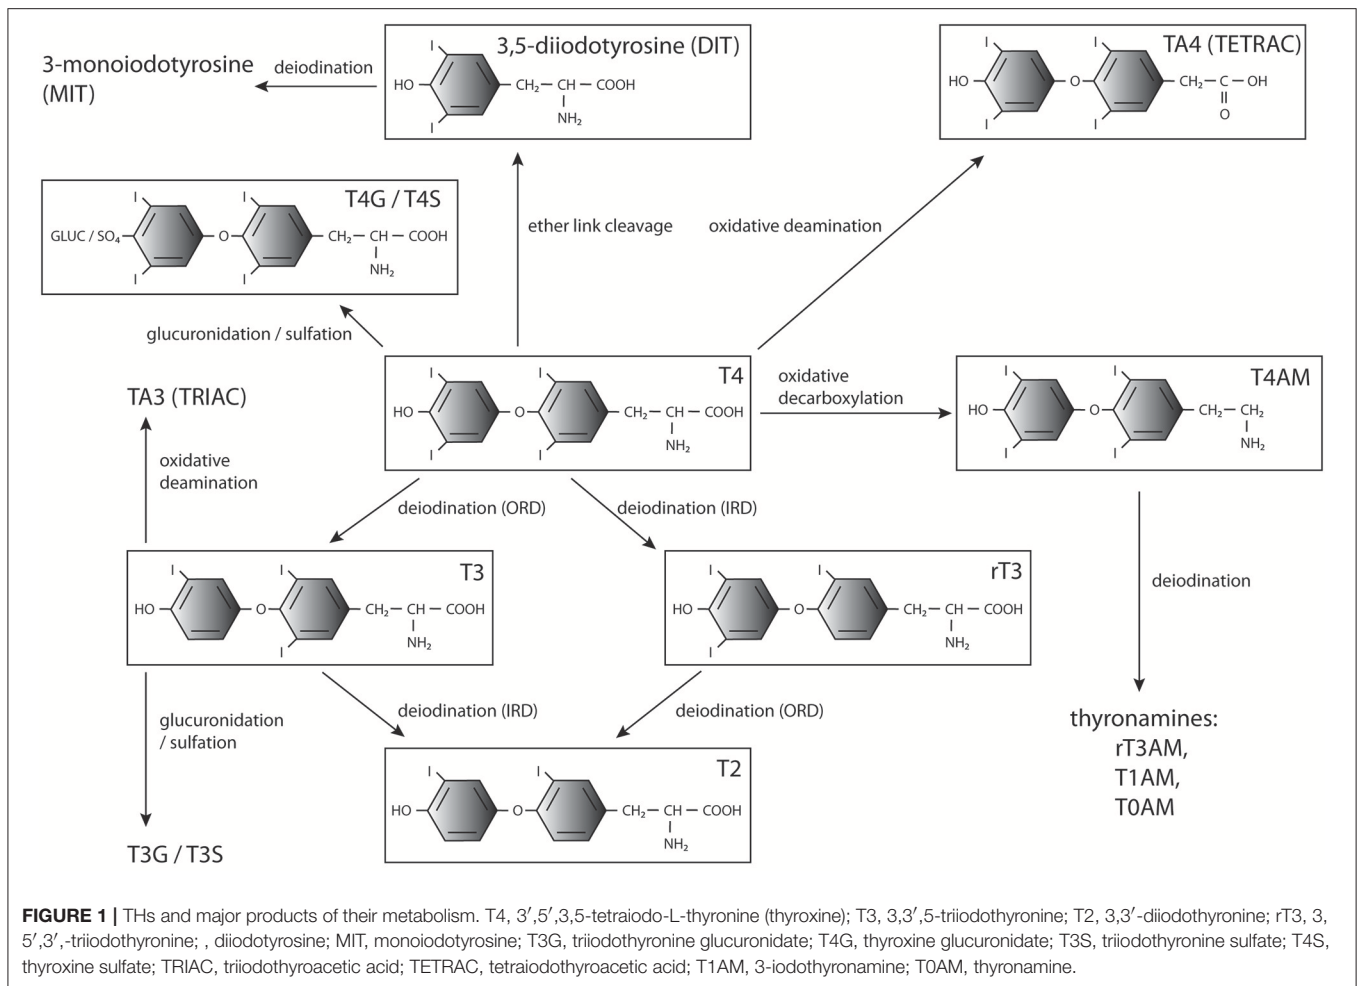 3-monoiodotyrosine
(MIT)
deiodination
3,5-diiodotyrosine (DIT)
I
HO
CH₂ — CH — COOH
NH₂
I
TA4 (TETRAC)
I
I
HO
O
CH₂ — C — OH
O
I
I
T4G / T4S
I
I
GLUC / SO₄
O
CH₂ — CH — COOH
NH₂
I
I
ether link cleavage
oxidative deamination
glucuronidation / sulfation
T4
I
I
HO
O
CH₂ — CH — COOH
NH₂
I
I
oxidative
decarboxylation
T4AM
I
I
HO
O
CH₂ — CH₂
NH₂
I
I
TA3 (TRIAC)
oxidative
deamination
deiodination (ORD)
deiodination (IRD)
T3
I
I
HO
O
CH₂ — CH — COOH
NH₂
I
rT3
I
I
HO
O
CH₂ — CH — COOH
NH₂
I
deiodination
glucuronidation
/ sulfation
deiodination (IRD)
deiodination (ORD)
T2
I
I
HO
O
CH₂ — CH — COOH
NH₂
thyronamines:
rT3AM,
T1AM,
T0AM
T3G / T3S
FIGURE 1 | THs and major products of their metabolism. T4, 3′,5′,3,5-tetraiodo-L-thyronine (thyroxine); T3, 3,3′,5-triiodothyronine; T2, 3,3′-diiodothyronine; rT3, 3,
5′,3′,-triiodothyronine; , diiodotyrosine; MIT, monoiodotyrosine; T3G, triiodothyronine glucuronidate; T4G, thyroxine glucuronidate; T3S, triiodothyronine sulfate; T4S,
thyroxine sulfate; TRIAC, triiodothyroacetic acid; TETRAC, tetraiodothyroacetic acid; T1AM, 3-iodothyronamine; T0AM, thyronamine.